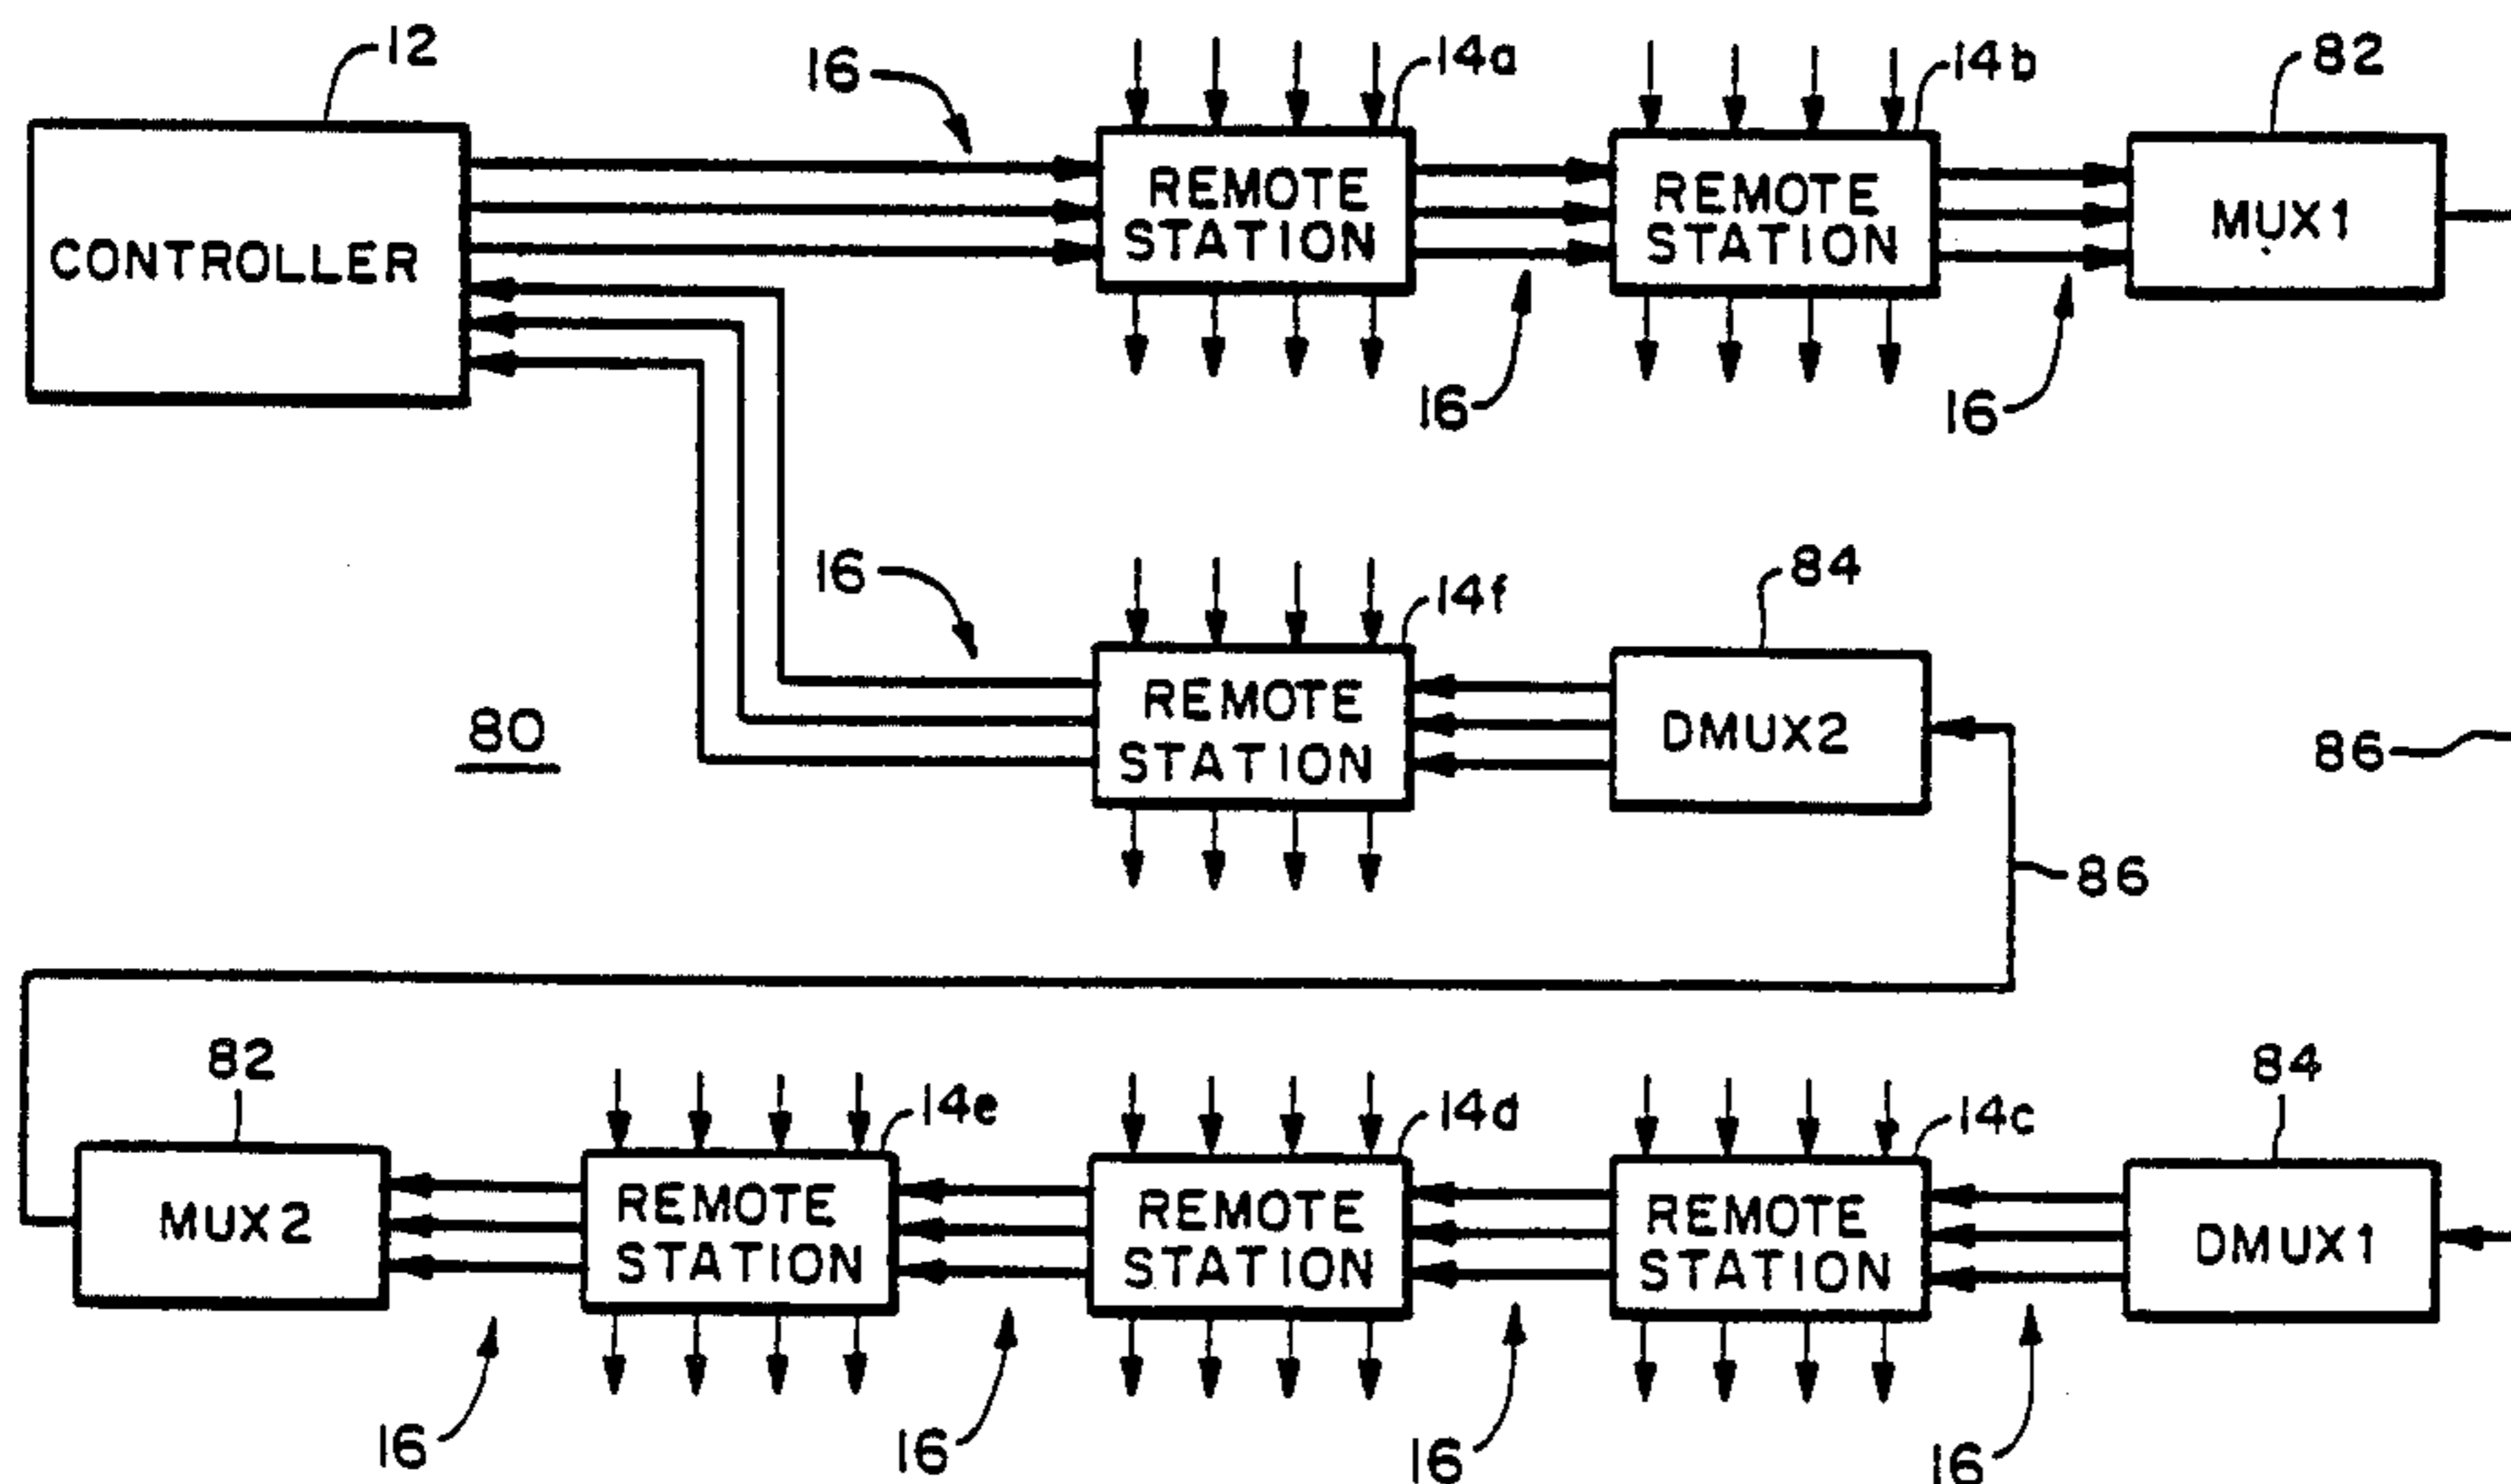 12
16
14a
14b
82
CONTROLLER
REMOTE
STATION
REMOTE
STATION
MUX1
16
16
16
14f
84
REMOTE
STATION
DMUX2
80
86
86
82
14e
14d
14c
84
MUX2
REMOTE
STATION
REMOTE
STATION
REMOTE
STATION
DMUX1
16
16
16
16